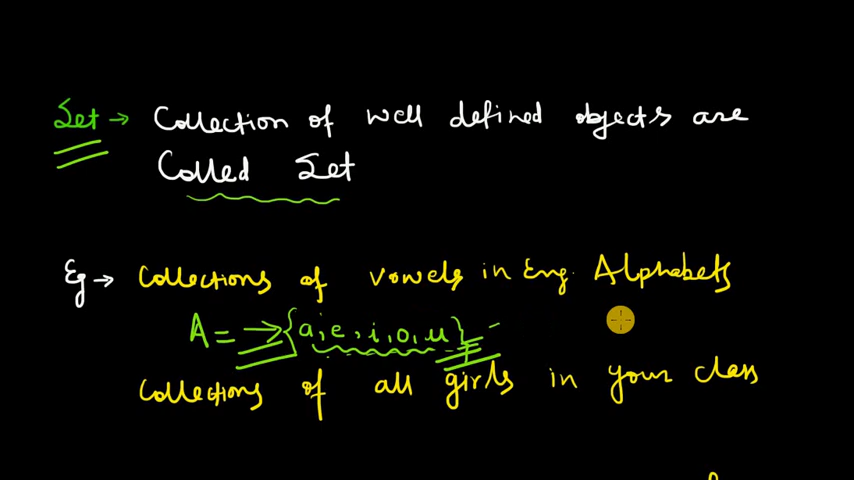 Set → Collection of well defined objects are
Called Set
Eg → Collections of vowels in Eng. Alphabets
A = → {a, e, i, o, u}
Collections of all girls in your class